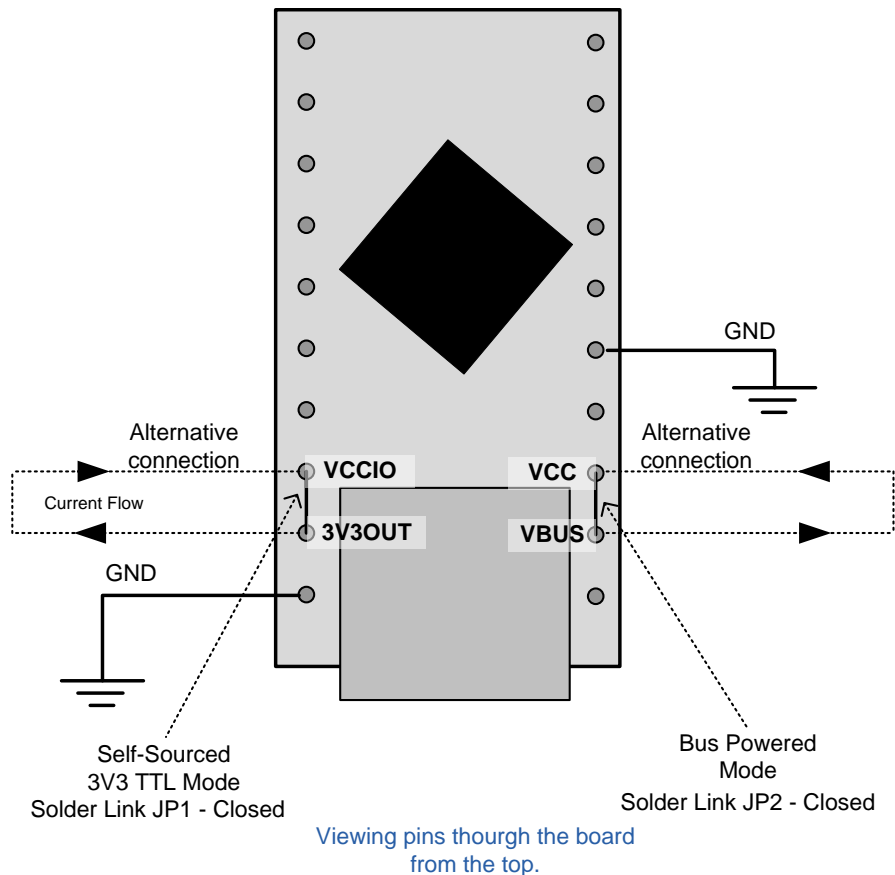 GND
Alternative
connection
Alternative
connection
VCCIO
VCC
Current Flow
3V3OUT
VBUS
GND
Self-Sourced
3V3 TTL Mode
Solder Link JP1 - Closed
Bus Powered
Mode
Solder Link JP2 - Closed
Viewing pins thourgh the board
from the top.